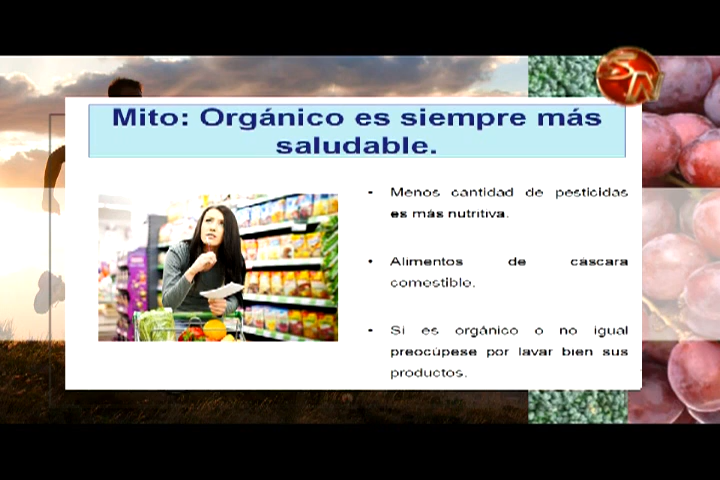 Mito: Orgánico es siempre más
saludable.
• Menos cantidad de pesticidas
es más nutritiva.
• Alimentos de cáscara
comestible.
• Si es orgánico o no igual
preocúpese por lavar bien sus
productos.